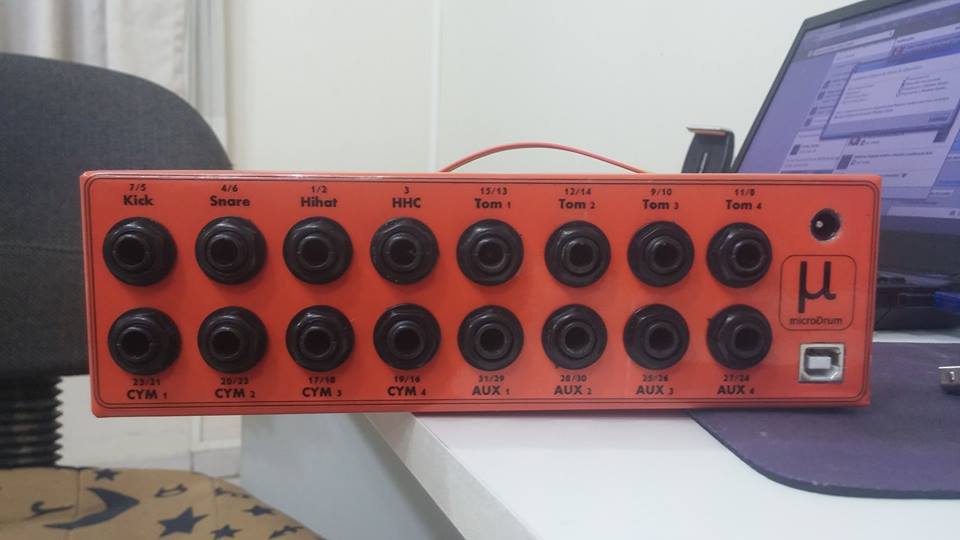 7/5 4/6 1/2 3 15/13 12/14 9/10 11/8
Kick Snare Hihat HHC Tom 1 Tom 2 Tom 3 Tom 4
μ
microDrum
23/21 20/22 17/18 19/16 31/29 28/30 25/26 27/24
CYM 1 CYM 2 CYM 3 CYM 4 AUX 1 AUX 2 AUX 3 AUX 4